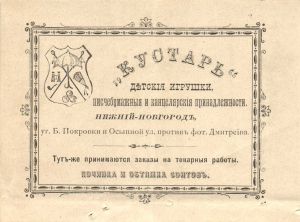 „КУСТАРЬ“
ДѢТСКІЯ ИГРУШКИ,
писчебумажныя и канцелярскія принадлежности.
НИЖНІЙ-НОВГОРОДЪ,
уг. Б. Покровки и Осыпной ул., противъ фот. Дмитріева.
Тутъ-же принимаются заказы на токарныя работы.
ПОЧИНКА И ОБТЯЖКА ЗОНТОВЪ.